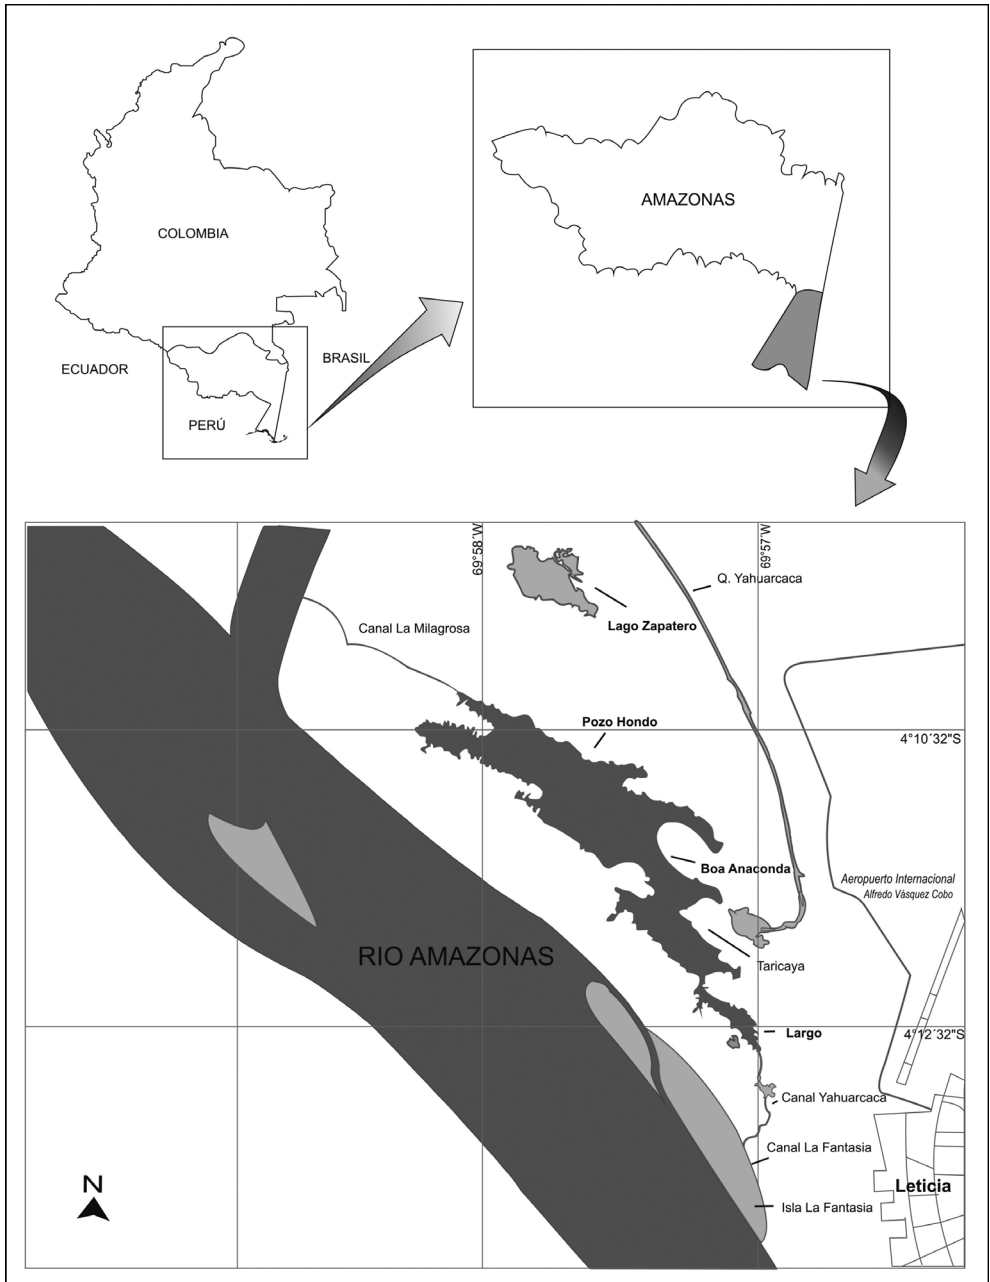 COLOMBIA
ECUADOR
PERÚ
BRASIL
AMAZONAS
69°58´W
69°57´W
Q. Yahuarcaca
Lago Zapatero
Canal La Milagrosa
Pozo Hondo
4°10´32"S
Boa Anaconda
Aeropuerto Internacional
Alfredo Vásquez Cobo
RIO AMAZONAS
Taricaya
Largo
4°12´32"S
Canal Yahuarcaca
Canal La Fantasia
Leticia
N
Isla La Fantasia